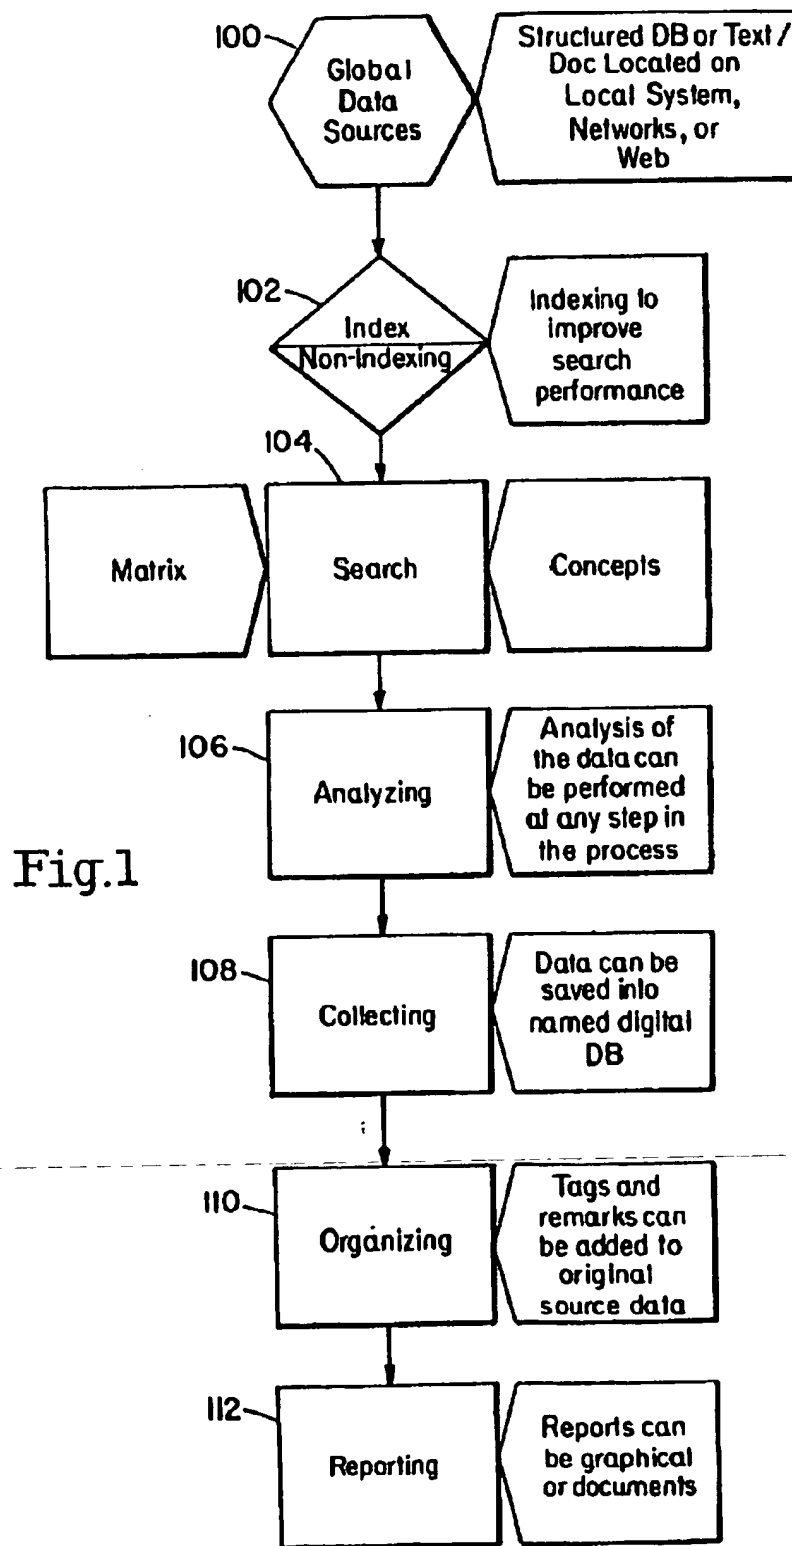 100
Global
Data
Sources
Structured DB or Text /
Doc Located on
Local System,
Networks, or
Web
102
Index
Non-Indexing
Indexing to
improve
search
performance
104
Matrix
Search
Concepts
106
Analyzing
Analysis of
the data can
be performed
at any step in
the process
Fig.1
108
Collecting
Data can be
saved into
named digital
DB
110
Organizing
Tags and
remarks can
be added to
original
source data
112
Reporting
Reports can
be graphical
or documents